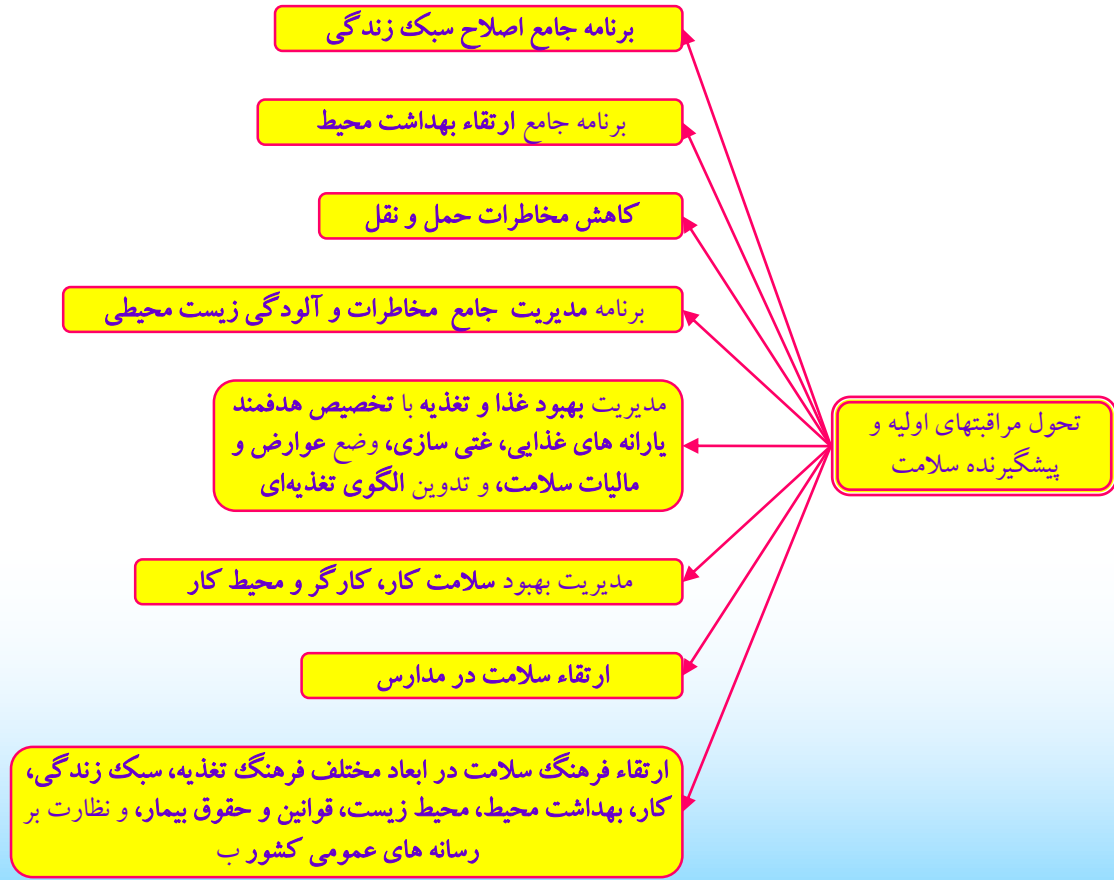 برنامه جامع اصلاح سبک زندگی
برنامه جامع ارتقاء بهداشت محیط
کاهش مخاطرات حمل و نقل
برنامه مدیریت جامع مخاطرات و آلودگی زیست محیطی
مدیریت بهبود غذا و تغذیه با تخصیص هدفمند
یارانه های غذایی، غتی سازی، وضع عوارض و
مالیات سلامت، و تدوین الگوی تغذیه‌ای
تحول مراقبتهای اولیه و
پیشگیرنده سلامت
مدیریت بهبود سلامت کار، کارگر و محیط کار
ارتقاء سلامت در مدارس
ارتقاء فرهنگ سلامت در ابعاد مختلف فرهنگ تغذیه، سبک زندگی،
کار، بهداشت محیط، محیط زیست، قوانین و حقوق بیمار، و نظارت بر
رسانه های عمومی کشور ب